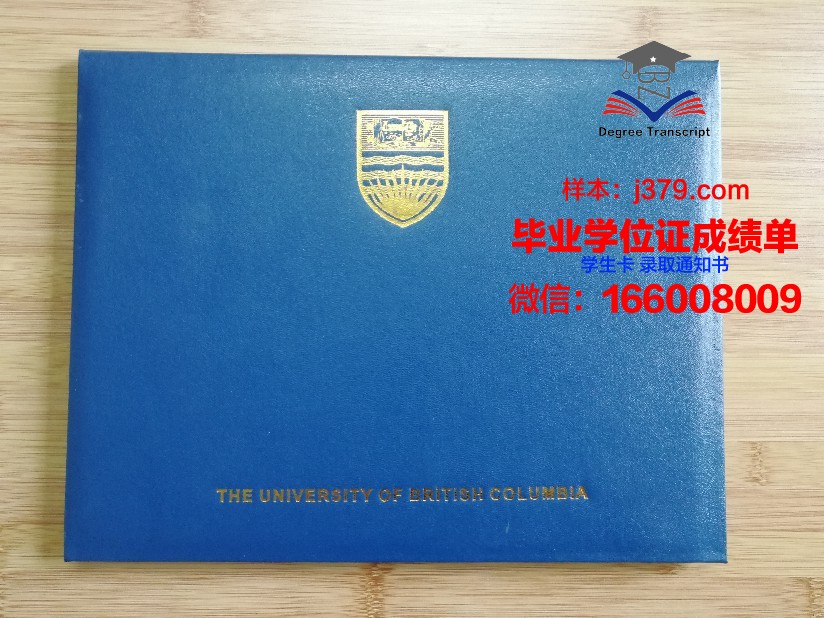 BZ
Degree Transcript
样本：j379.com
毕业学位证成绩单
学生卡 录取通知书
微信：166008009
THE UNIVERSITY OF BRITISH COLUMBIA